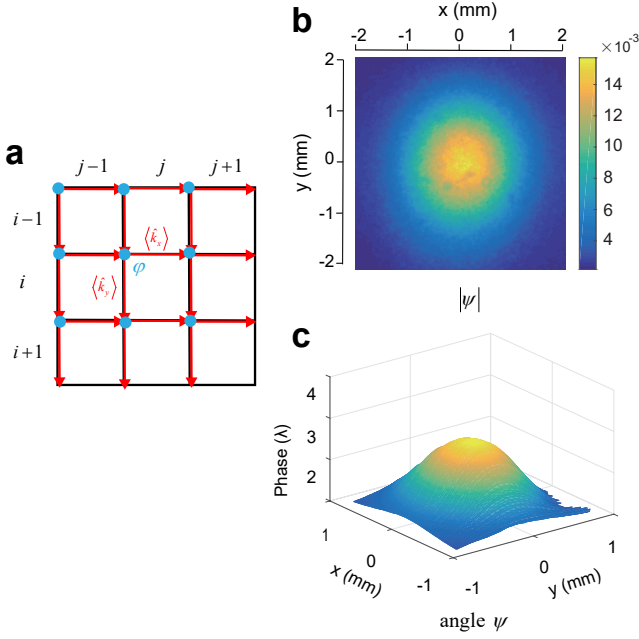 a
j−1 j j+1
i−1
⟨k̂ₓ⟩
φ
i
⟨k̂ᵧ⟩
i+1
b
x (mm)
−2 −1 0 1 2
×10⁻³
y (mm)
2
1
0
-1
-2
14
12
10
8
6
4
|ψ|
c
Phase (λ)
4
3
2
1
0
-1
x (mm)
-1
0
1
y (mm)
angle ψ